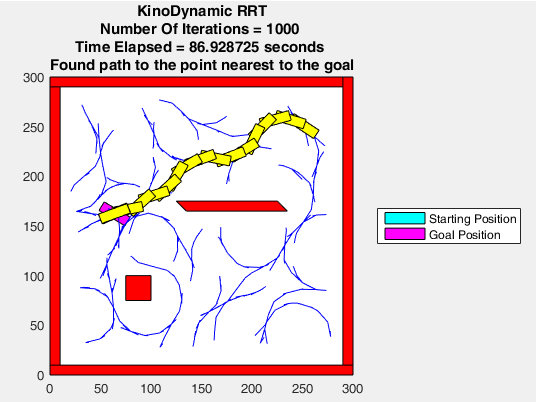 KinoDynamic RRT
Number Of Iterations = 1000
Time Elapsed = 86.928725 seconds
Found path to the point nearest to the goal
300
250
200
150
100
50
0
0 50 100 150 200 250 300
Starting Position
Goal Position